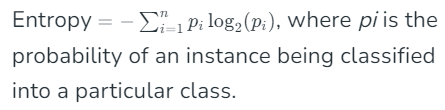 Entropy = − ∑ⁿᵢ₌₁ pᵢ log₂(pᵢ), where pi is the
probability of an instance being classified
into a particular class.